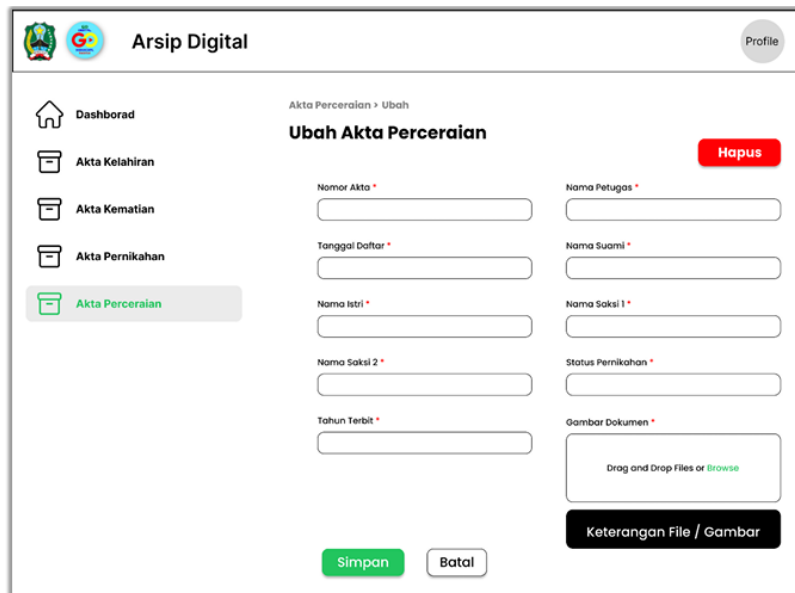 Arsip Digital
Profile
Dashborad
Akta Kelahiran
Akta Kematian
Akta Pernikahan
Akta Perceraian
Akta Perceraian > Ubah
Ubah Akta Perceraian
Hapus
Nomor Akta *
Nama Petugas *
Tanggal Daftar *
Nama Suami *
Nama Istri *
Nama Saksi 1 *
Nama Saksi 2 *
Status Pernikahan *
Tahun Terbit *
Gambar Dokumen *
Drag and Drop Files or Browse
Keterangan File / Gambar
Simpan
Batal